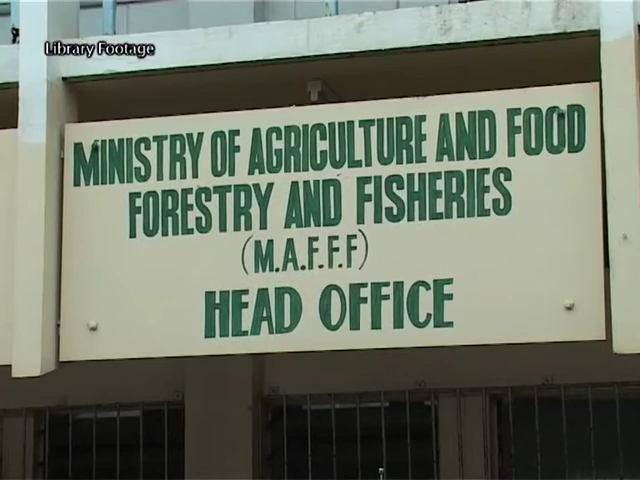 Library Footage
MINISTRY OF AGRICULTURE AND FOOD
FORESTRY AND FISHERIES
(M.A.F.F.F)
HEAD OFFICE